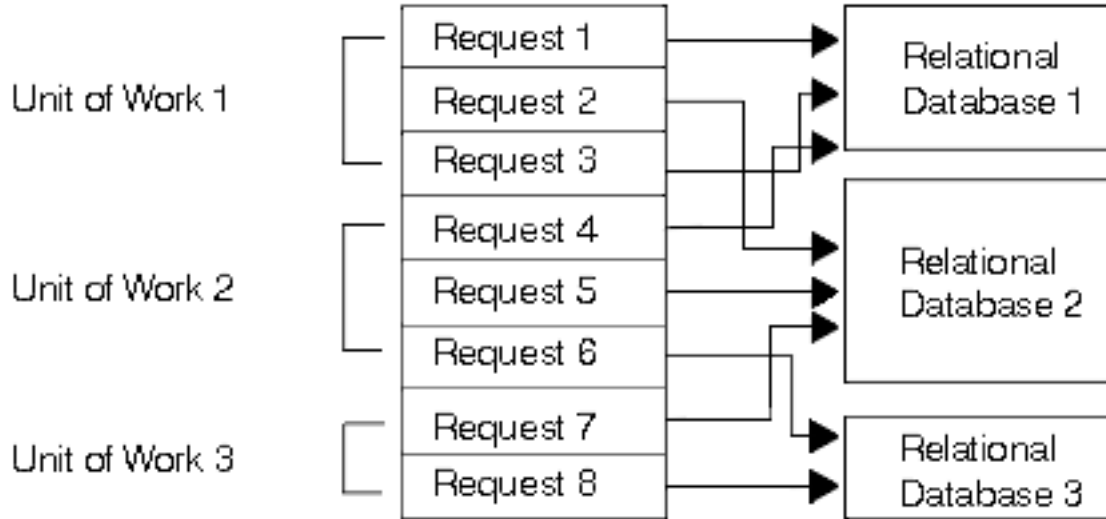 Unit of Work 1
Unit of Work 2
Unit of Work 3
Request 1
Request 2
Request 3
Request 4
Request 5
Request 6
Request 7
Request 8
Relational
Database 1
Relational
Database 2
Relational
Database 3